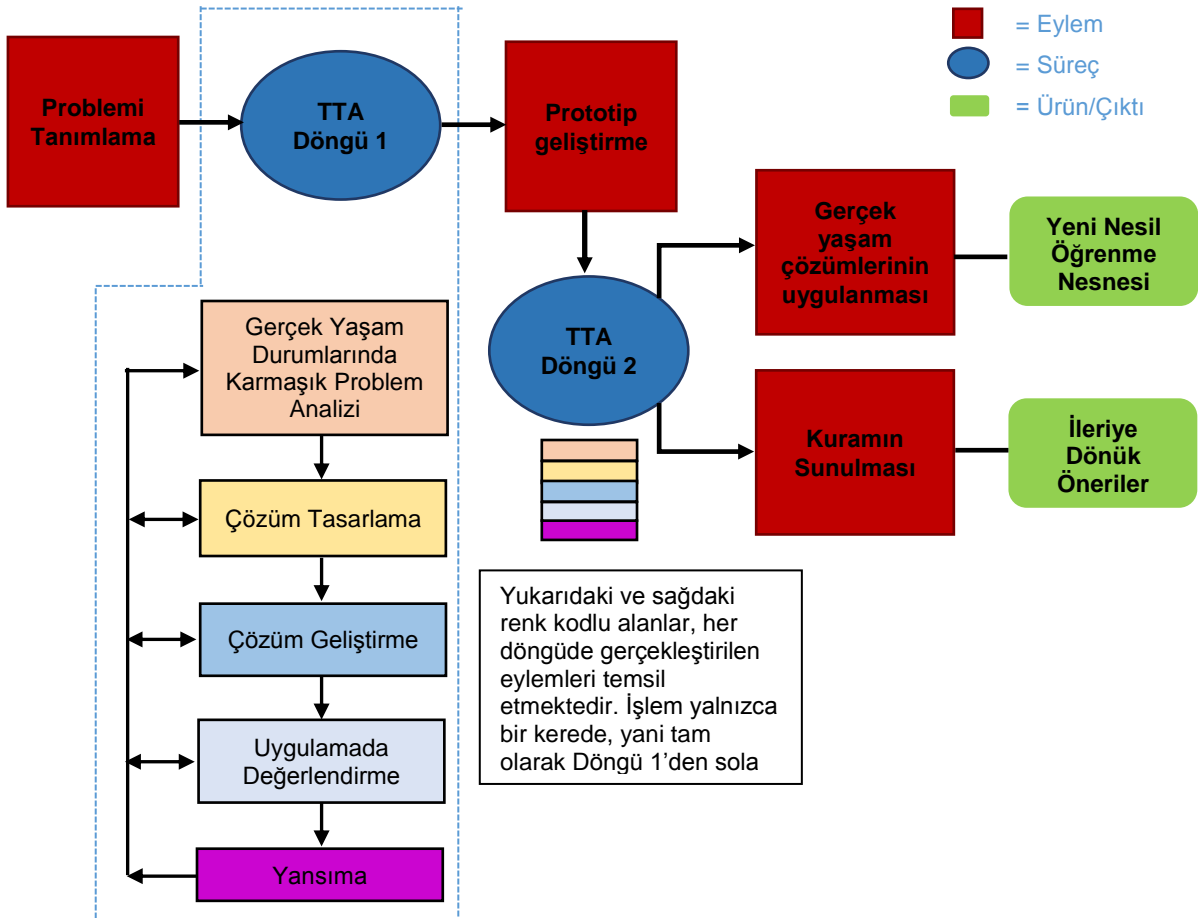 = Eylem
= Süreç
= Ürün/Çıktı
Problemi
Tanımlama
TTA
Döngü 1
Prototip
geliştirme
Gerçek
yaşam
çözümlerinin
uygulanması
Yeni Nesil
Öğrenme
Nesnesi
TTA
Döngü 2
Kuramın
Sunulması
İleriye
Dönük
Öneriler
Gerçek Yaşam
Durumlarında
Karmaşık Problem
Analizi
Çözüm Tasarlama
Çözüm Geliştirme
Uygulamada
Değerlendirme
Yansıma
Yukarıdaki ve sağdaki
renk kodlu alanlar, her
döngüde gerçekleştirilen
eylemleri temsil
etmektedir. İşlem yalnızca
bir kerede, yani tam
olarak Döngü 1’den sola